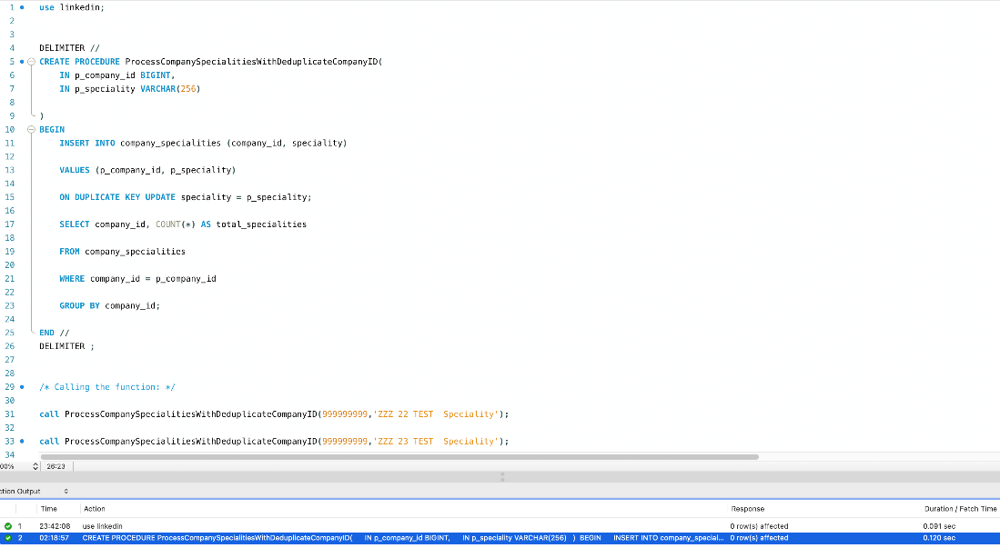 1 use linkedin;
2
3
4 DELIMITER //
5 CREATE PROCEDURE ProcessCompanySpecialitiesWithDeduplicateCompanyID(
6 IN p_company_id BIGINT,
7 IN p_speciality VARCHAR(256)
8
9 )
10 BEGIN
11 INSERT INTO company_specialities (company_id, speciality)
12
13 VALUES (p_company_id, p_speciality)
14
15 ON DUPLICATE KEY UPDATE speciality = p_speciality;
16
17 SELECT company_id, COUNT(*) AS total_specialities
18
19 FROM company_specialities
20
21 WHERE company_id = p_company_id
22
23 GROUP BY company_id;
24
25 END //
26 DELIMITER ;
27
28
29 /* Calling the function: */
30
31 call ProcessCompanySpecialitiesWithDeduplicateCompanyID(999999999,'ZZZ 22 TEST  Speciality');
32
33 call ProcessCompanySpecialitiesWithDeduplicateCompanyID(999999999,'ZZZ 23 TEST  Speciality');
34
00% 26:23
ction Output
Time Action Response Duration / Fetch Time
1 23:42:08 use linkedin 0 row(s) affected 0.091 sec
2 02:18:57 CREATE PROCEDURE ProcessCompanySpecialitiesWithDeduplicateCompanyID( IN p_company_id BIGINT, IN p_speciality VARCHAR(256) ) BEGIN INSERT INTO company_special... 0 row(s) affected 0.120 sec